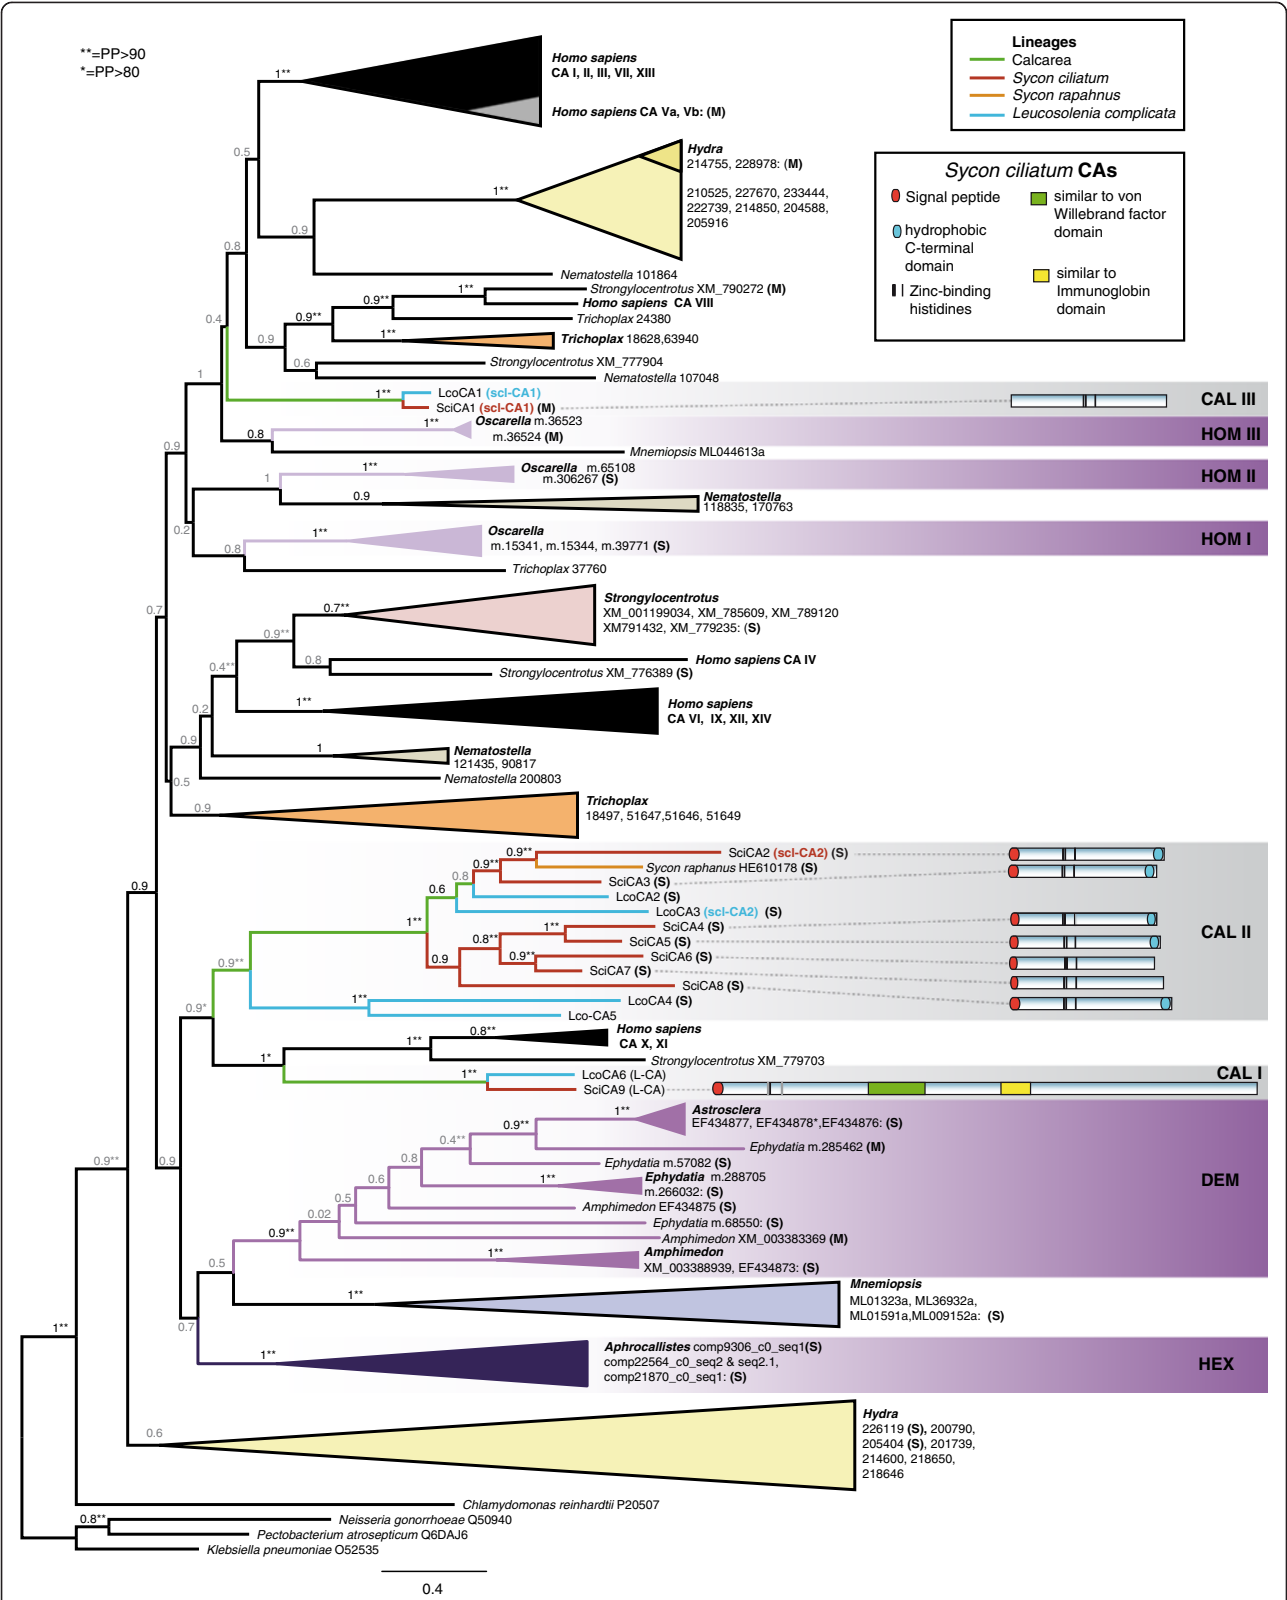 **=PP>90
*=PP>80
Lineages
Calcarea
Sycon ciliatum
Sycon rapahnus
Leucosolenia complicata
Sycon ciliatum CAs
Signal peptide
hydrophobic
C-terminal
domain
Zinc-binding
histidines
similar to von
Willebrand factor
domain
similar to
Immunoglobin
domain
1**
Homo sapiens
CA I, II, III, VII, XIII
Homo sapiens CA Va, Vb: (M)
0.5
Hydra
214755, 228978: (M)
1**
210525, 227670, 233444,
222739, 214850, 204588,
205916
0.9
0.8
Nematostella 101864
1**
Strongylocentrotus XM_790272 (M)
0.9**
Homo sapiens CA VIII
0.9**
Trichoplax 24380
0.4
0.9
1**
Trichoplax 18628,63940
0.6
Strongylocentrotus XM_777904
1
Nematostella 107048
1**
LcoCA1 (scl-CA1)
SciCA1 (scl-CA1) (M)
CAL III
0.8
1**
Oscarella m.36523
m.36524 (M)
HOM III
0.9
Mnemiopsis ML044613a
1
1**
Oscarella m.65108
m.306267 (S)
HOM II
0.9
Nematostella
118835, 170763
0.2
1**
Oscarella
m.15341, m.15344, m.39771 (S)
HOM I
0.8
Trichoplax 37760
0.7
0.7**
Strongylocentrotus
XM_001199034, XM_785609, XM_789120
XM791432, XM_779235: (S)
0.9**
0.8
Homo sapiens CA IV
0.4**
Strongylocentrotus XM_776389 (S)
1**
Homo sapiens
CA VI, IX, XII, XIV
0.2
0.9
1
Nematostella
121435, 90817
Nematostella 200803
0.5
0.9
Trichoplax
18497, 51647,51646, 51649
0.9
0.9**
SciCA2 (scl-CA2) (S)
0.9**
Sycon raphanus HE610178 (S)
0.8
SciCA3 (S)
0.6
LcoCA2 (S)
LcoCA3 (scl-CA2) (S)
1**
1**
SciCA4 (S)
0.8**
SciCA5 (S)
CAL II
0.9
0.9**
SciCA6 (S)
SciCA7 (S)
0.9**
SciCA8 (S)
1**
LcoCA4 (S)
0.9*
Lco-CA5
0.8**
Homo sapiens
CA X, XI
1**
1*
Strongylocentrotus XM_779703
1**
LcoCA6 (L-CA)
CAL I
SciCA9 (L-CA)
1**
Astrosclera
EF434877, EF434878*,EF434876: (S)
0.9**
0.4**
Ephydatia m.285462 (M)
0.9**
0.9
0.8
Ephydatia m.57082 (S)
0.6
1**
Ephydatia m.288705
m.266032: (S)
DEM
0.5
Amphimedon EF434875 (S)
0.02
Ephydatia m.68550: (S)
0.9**
Amphimedon XM_003383369 (M)
1**
Amphimedon
XM_003388939, EF434873: (S)
0.5
1**
Mnemiopsis
ML01323a, ML36932a,
ML01591a,ML009152a: (S)
0.7
1**
1**
Aphrocallistes comp9306_c0_seq1(S)
comp22564_c0_seq2 & seq2.1,
comp21870_c0_seq1: (S)
HEX
0.6
Hydra
226119 (S), 200790,
205404 (S), 201739,
214600, 218650,
218646
Chlamydomonas reinhardtii P20507
0.8**
Neisseria gonorrhoeae Q50940
Pectobacterium atrosepticum Q6DAJ6
Klebsiella pneumoniae O52535
0.4